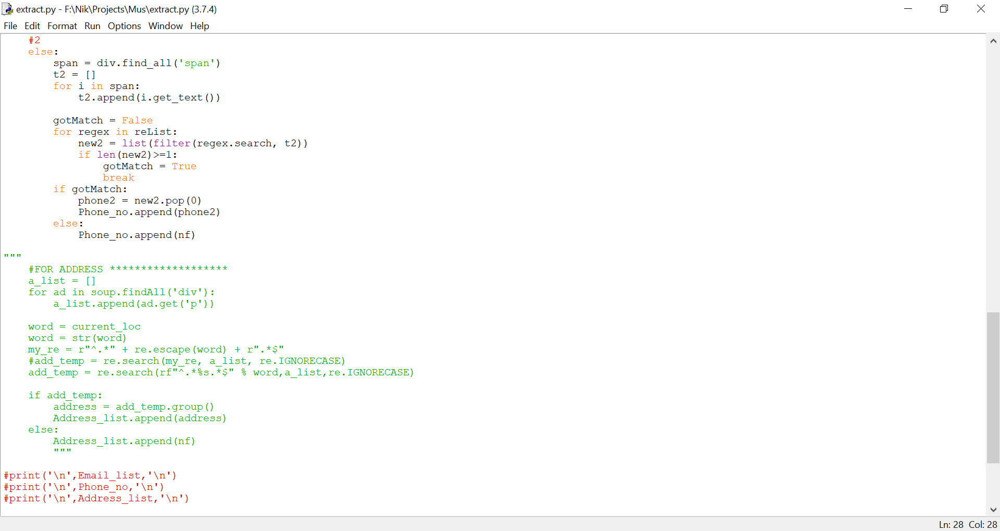 extract.py - F:\Nik\Projects\Mus\extract.py (3.7.4)
File Edit Format Run Options Window Help
    #2
    else:
        span = div.find_all('span')
        t2 = []
        for i in span:
            t2.append(i.get_text())

        gotMatch = False
        for regex in reList:
            new2 = list(filter(regex.search, t2))
            if len(new2)>=1:
                gotMatch = True
                break
        if gotMatch:
            phone2 = new2.pop(0)
            Phone_no.append(phone2)
        else:
            Phone_no.append(nf)

"""
    #FOR ADDRESS *******************
    a_list = []
    for ad in soup.findAll('div'):
        a_list.append(ad.get('p'))

    word = current_loc
    word = str(word)
    my_re = r"^.*" + re.escape(word) + r".*$"
    #add_temp = re.search(my_re, a_list, re.IGNORECASE)
    add_temp = re.search(rf"^.*%s.*$" % word,a_list,re.IGNORECASE)

    if add_temp:
        address = add_temp.group()
        Address_list.append(address)
    else:
        Address_list.append(nf)
        """

#print('\n',Email_list,'\n')
#print('\n',Phone_no,'\n')
#print('\n',Address_list,'\n')
Ln: 28 Col: 28